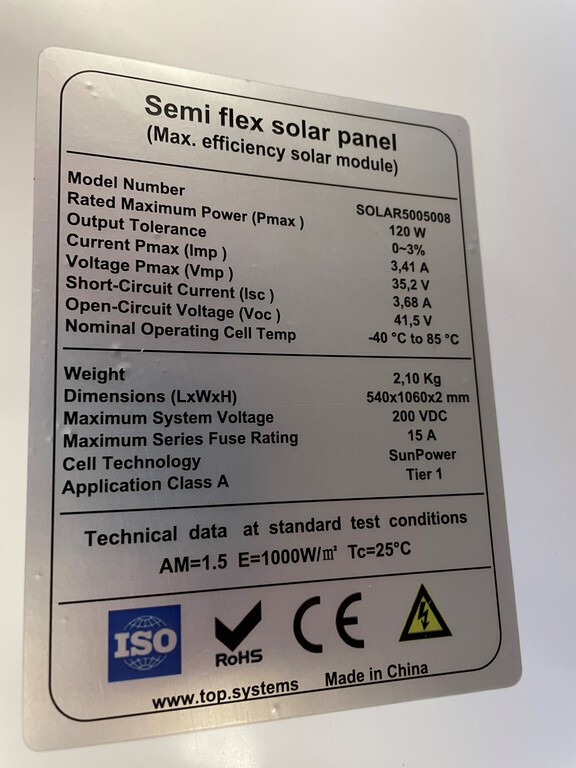 Semi flex solar panel
(Max. efficiency solar module)
Model Number SOLAR5005008
Rated Maximum Power (Pmax ) 120 W
Output Tolerance 0~3%
Current Pmax (Imp ) 3,41 A
Voltage Pmax (Vmp ) 35,2 V
Short-Circuit Current (Isc ) 3,68 A
Open-Circuit Voltage (Voc ) 41,5 V
Nominal Operating Cell Temp -40 °C to 85 °C
Weight 2,10 Kg
Dimensions (LxWxH) 540x1060x2 mm
Maximum System Voltage 200 VDC
Maximum Series Fuse Rating 15 A
Cell Technology SunPower
Application Class A Tier 1
Technical data at standard test conditions
AM=1.5 E=1000W/㎡ Tc=25°C
ISO
RoHS
CE
www.top.systems Made in China